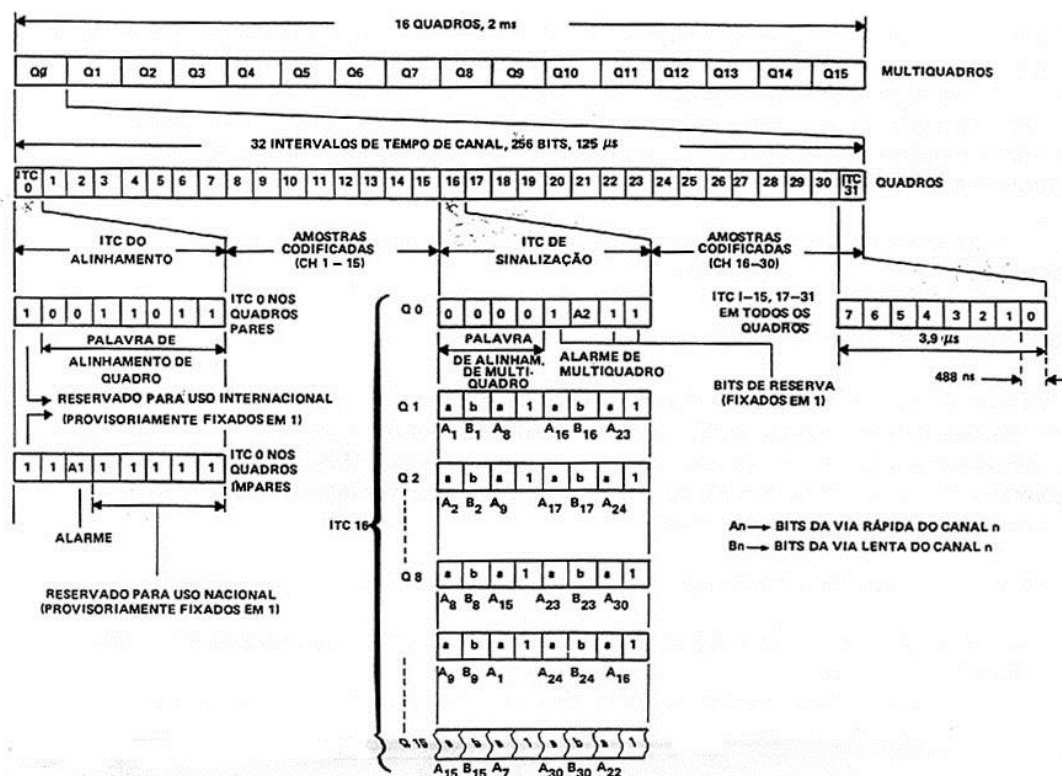 16 QUADROS, 2 ms
Q0 Q1 Q2 Q3 Q4 Q5 Q6 Q7 Q8 Q9 Q10 Q11 Q12 Q13 Q14 Q15 MULTIQUADROS
32 INTERVALOS DE TEMPO DE CANAL, 256 BITS, 125 µs
ITC 0 1 2 3 4 5 6 7 8 9 10 11 12 13 14 15 16 17 18 19 20 21 22 23 24 25 26 27 28 29 30 ITC 31 QUADROS
ITC DO
ALINHAMENTO
AMOSTRAS
CODIFICADAS
(CH 1 – 15)
ITC DE
SINALIZAÇÃO
AMOSTRAS
CODIFICADAS
(CH 16–30)
1 0 0 1 1 0 1 1
ITC 0 NOS
QUADROS
PARES
PALAVRA DE
ALINHAMENTO DE
QUADRO
RESERVADO PARA USO INTERNACIONAL
(PROVISORIAMENTE FIXADOS EM 1)
1 1 A1 1 1 1 1 1
ITC 0 NOS
QUADROS
ÍMPARES
ALARME
RESERVADO PARA USO NACIONAL
(PROVISORIAMENTE FIXADOS EM 1)
ITC 16
Q 0
0 0 0 0 1 A2 1 1
PALAVRA
DE ALINHAM.
DE MULTI-
QUADRO
ALARME DE
MULTIQUADRO
BITS DE RESERVA
(FIXADOS EM 1)
ITC I–15, 17–31
EM TODOS OS
QUADROS
7 6 5 4 3 2 1 0
3,9 µs
488 ns
Q 1
a b a 1 a b a 1
A1 B1 A8 A16 B16 A23
Q 2
a b a 1 a b a 1
A2 B2 A9 A17 B17 A24
Q 8
a b a 1 a b a 1
A8 B8 A15 A23 B23 A30
a b a 1 a b a 1
A9 B9 A1 A24 B24 A16
Q 15
a b a 1 a b a 1
A15 B15 A7 A30 B30 A22
An → BITS DA VIA RÁPIDA DO CANAL n
Bn → BITS DA VIA LENTA DO CANAL n